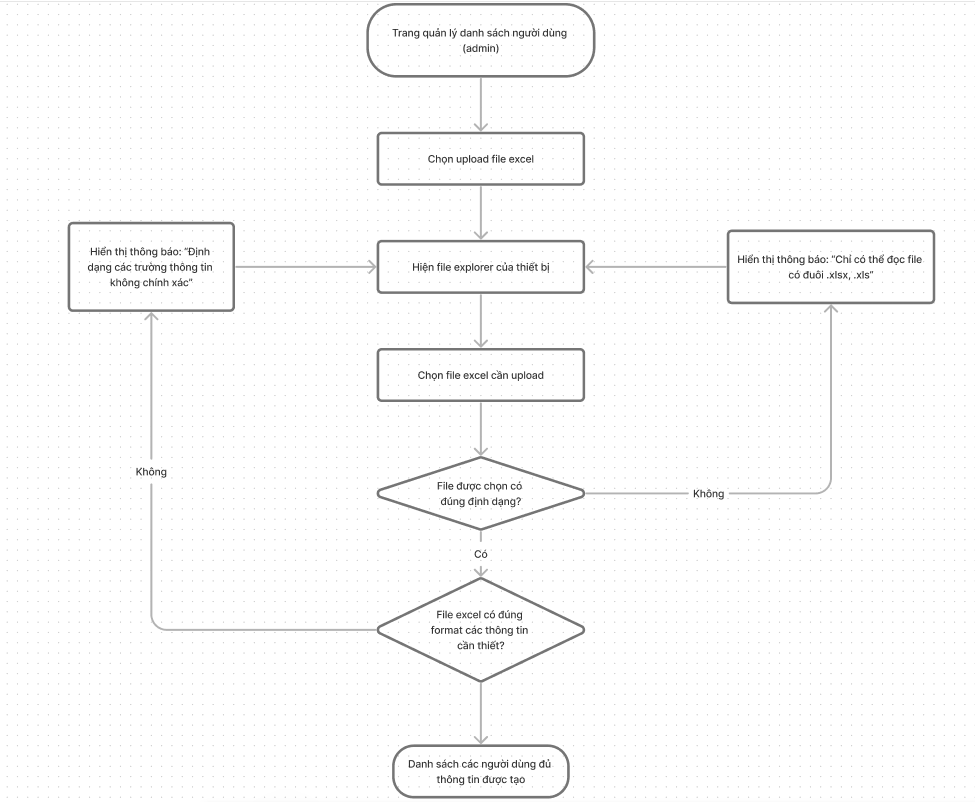 Trang quản lý danh sách người dùng
(admin)
Chọn upload file excel
Hiển thị thông báo: “Định
dạng các trường thông tin
không chính xác”
Hiện file explorer của thiết bị
Hiển thị thông báo: “Chỉ có thể đọc file
có đuôi .xlsx, .xls”
Chọn file excel cần upload
Không
File được chọn có
đúng định dạng?
Không
Có
File excel có đúng
format các thông tin
cần thiết?
Danh sách các người dùng đủ
thông tin được tạo